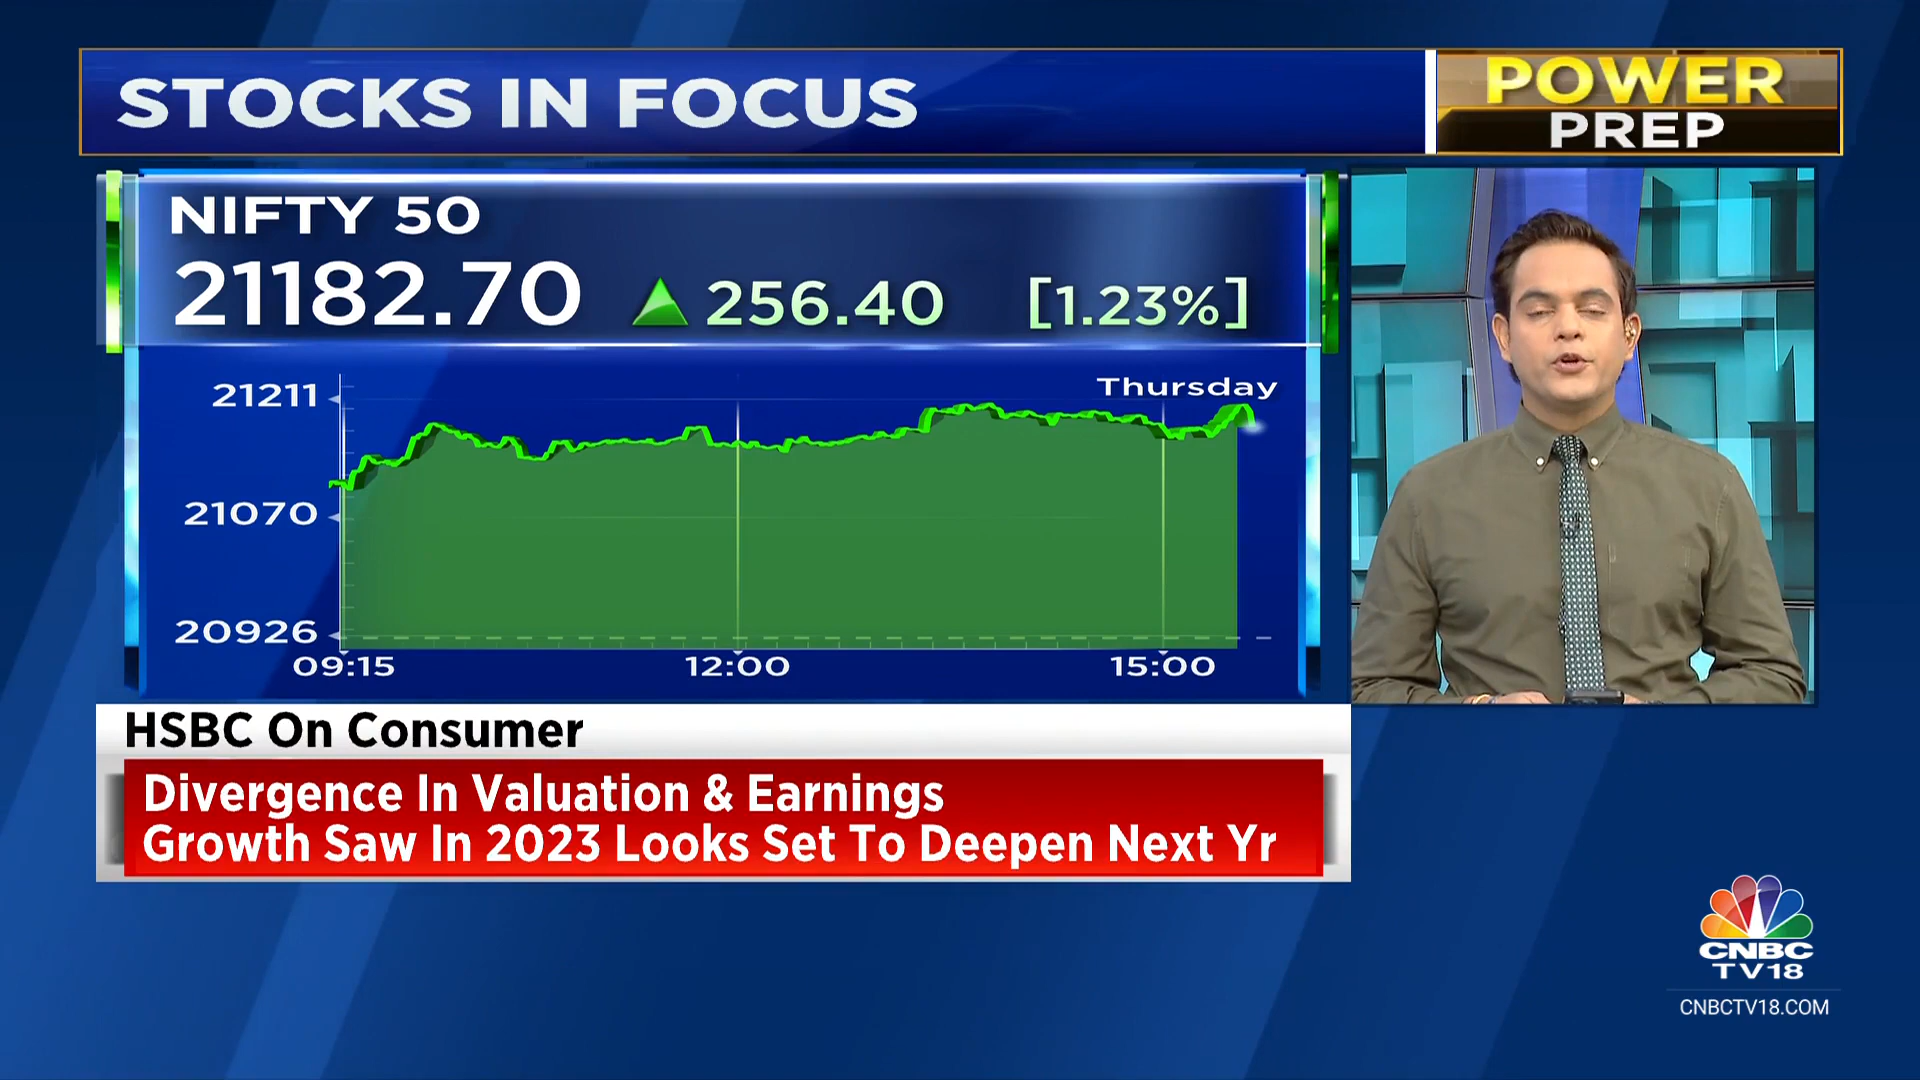 STOCKS IN FOCUS
POWER
PREP
NIFTY 50
21182.70 ▲ 256.40 [1.23%]
Thursday
21211
21070
20926
09:15 12:00 15:00
HSBC On Consumer
Divergence In Valuation & Earnings
Growth Saw In 2023 Looks Set To Deepen Next Yr
CNBC
TV18
CNBCTV18.COM